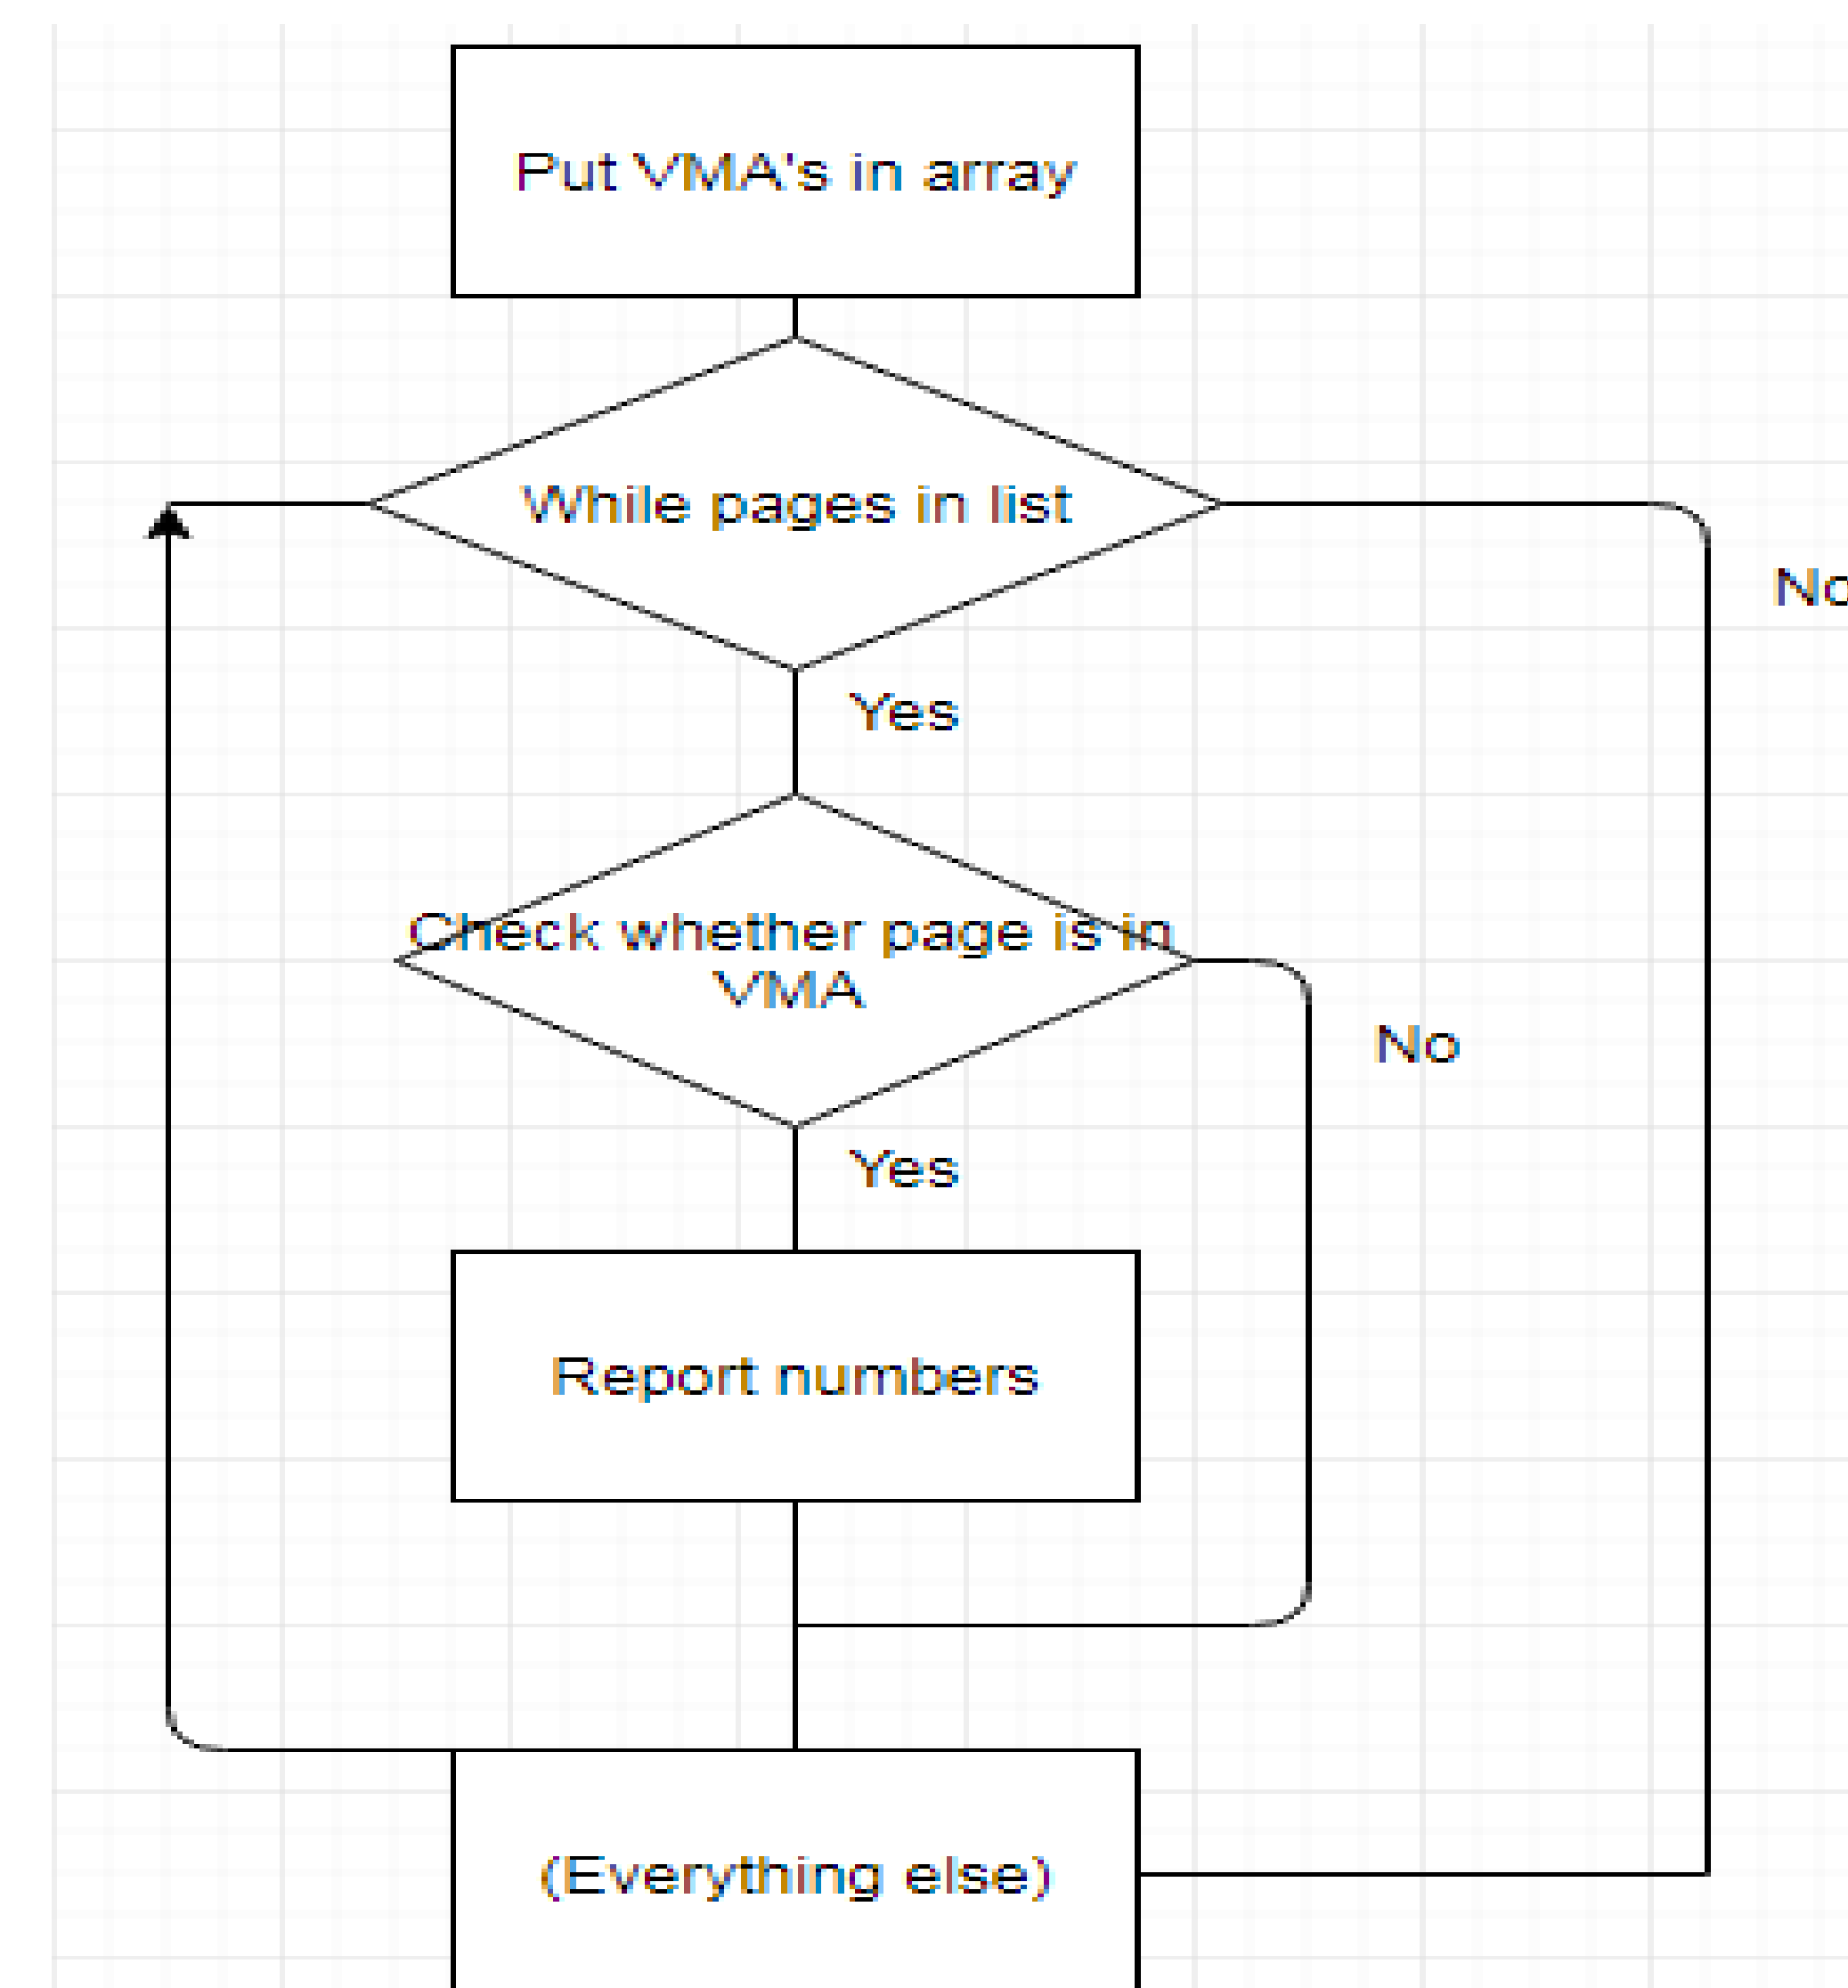 Put VMA's in array
While pages in list
No
Yes
Check whether page is in
VMA
No
Yes
Report numbers
(Everything else)